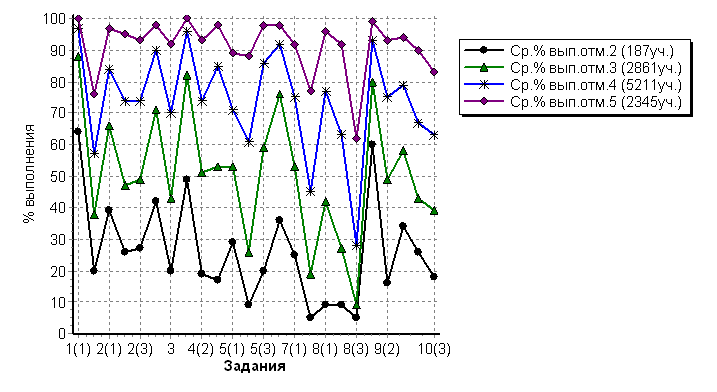 100
90
80
70
60
50
40
30
20
10
0
% выполнения
1(1) 2(1) 2(3) 3 4(2) 5(1) 5(3) 7(1) 8(1) 8(3) 9(2) 10(3)
Задания
Ср.% вып.отм.2 (187уч.)
Ср.% вып.отм.3 (2861уч.)
Ср.% вып.отм.4 (5211уч.)
Ср.% вып.отм.5 (2345уч.)